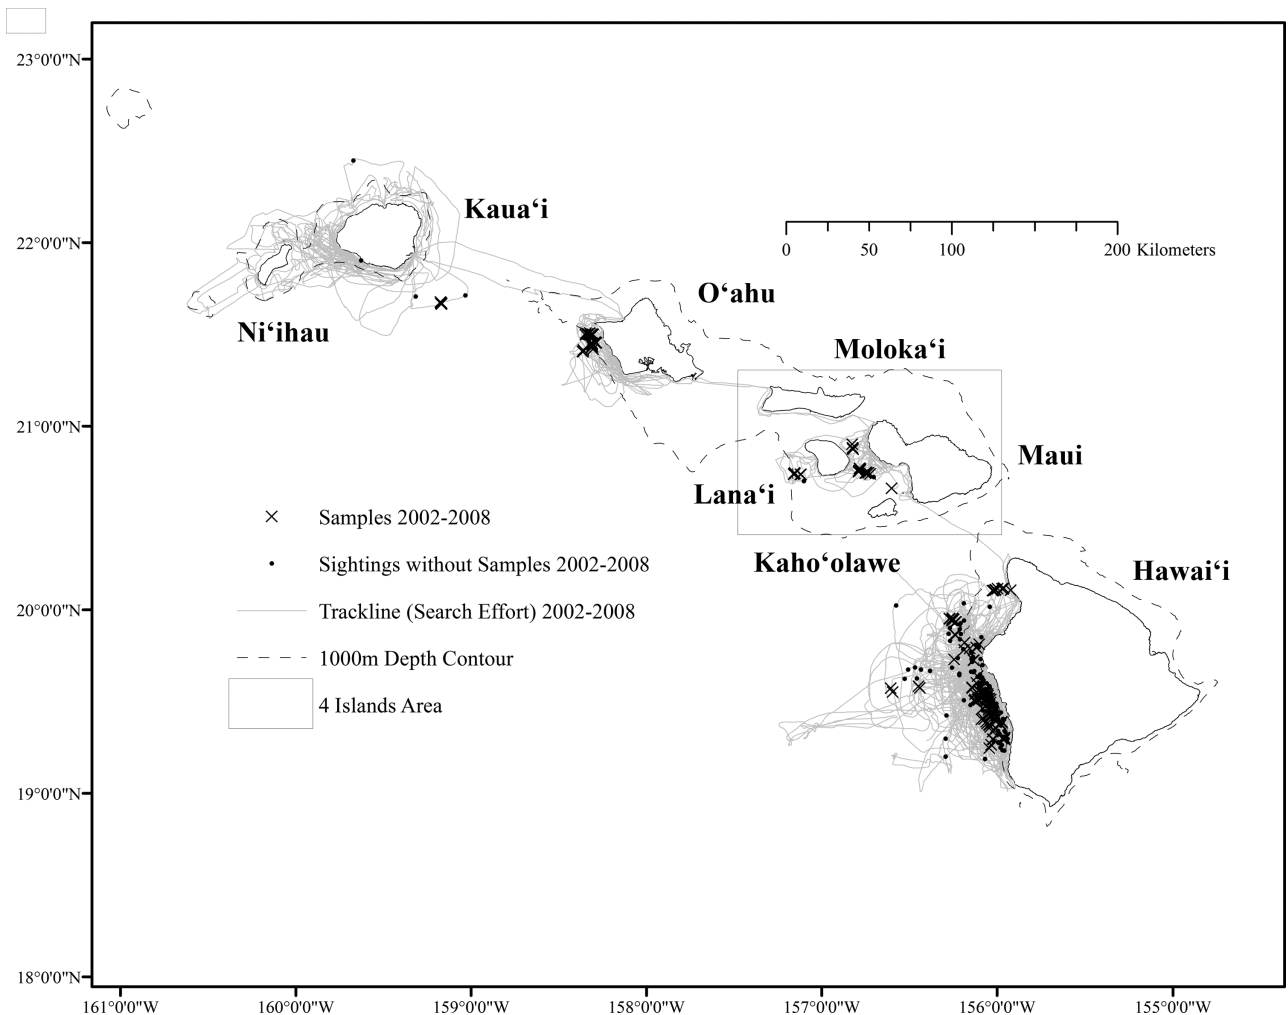 23°0'0"N
22°0'0"N
21°0'0"N
20°0'0"N
19°0'0"N
18°0'0"N
Kaua‘i
Ni‘ihau
O‘ahu
0 50 100 200 Kilometers
Moloka‘i
Maui
Lana‘i
Kaho‘olawe
Hawai‘i
Samples 2002-2008
Sightings without Samples 2002-2008
Trackline (Search Effort) 2002-2008
1000m Depth Contour
4 Islands Area
161°0'0"W 160°0'0"W 159°0'0"W 158°0'0"W 157°0'0"W 156°0'0"W 155°0'0"W